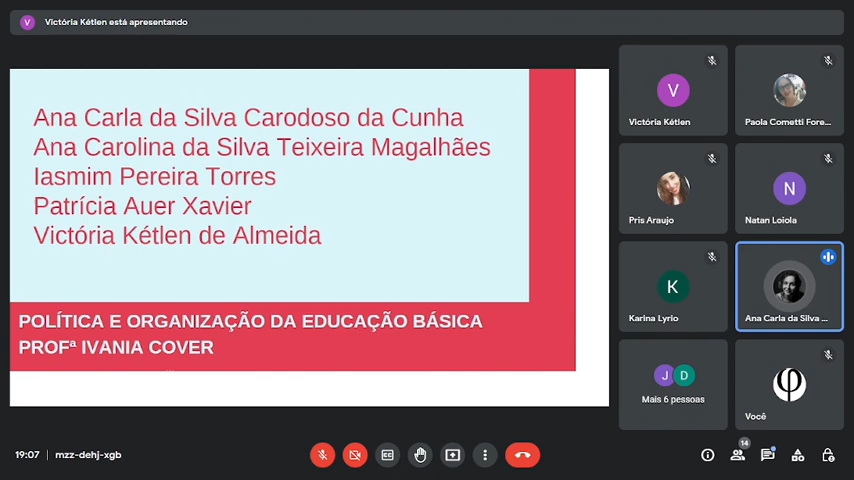 V Victória Kétlen está apresentando
Ana Carla da Silva Carodoso da Cunha
Ana Carolina da Silva Teixeira Magalhães
Iasmim Pereira Torres
Patrícia Auer Xavier
Victória Kétlen de Almeida
POLÍTICA E ORGANIZAÇÃO DA EDUCAÇÃO BÁSICA
PROFª IVANIA COVER
V
Victória Kétlen
Paola Cometti Fore...
Pris Araujo
N
Natan Loiola
K
Karina Lyrio
Ana Carla da Silva ...
J D
Mais 6 pessoas
φ
Você
19:07 | mzz-dehj-xgb
CC
14